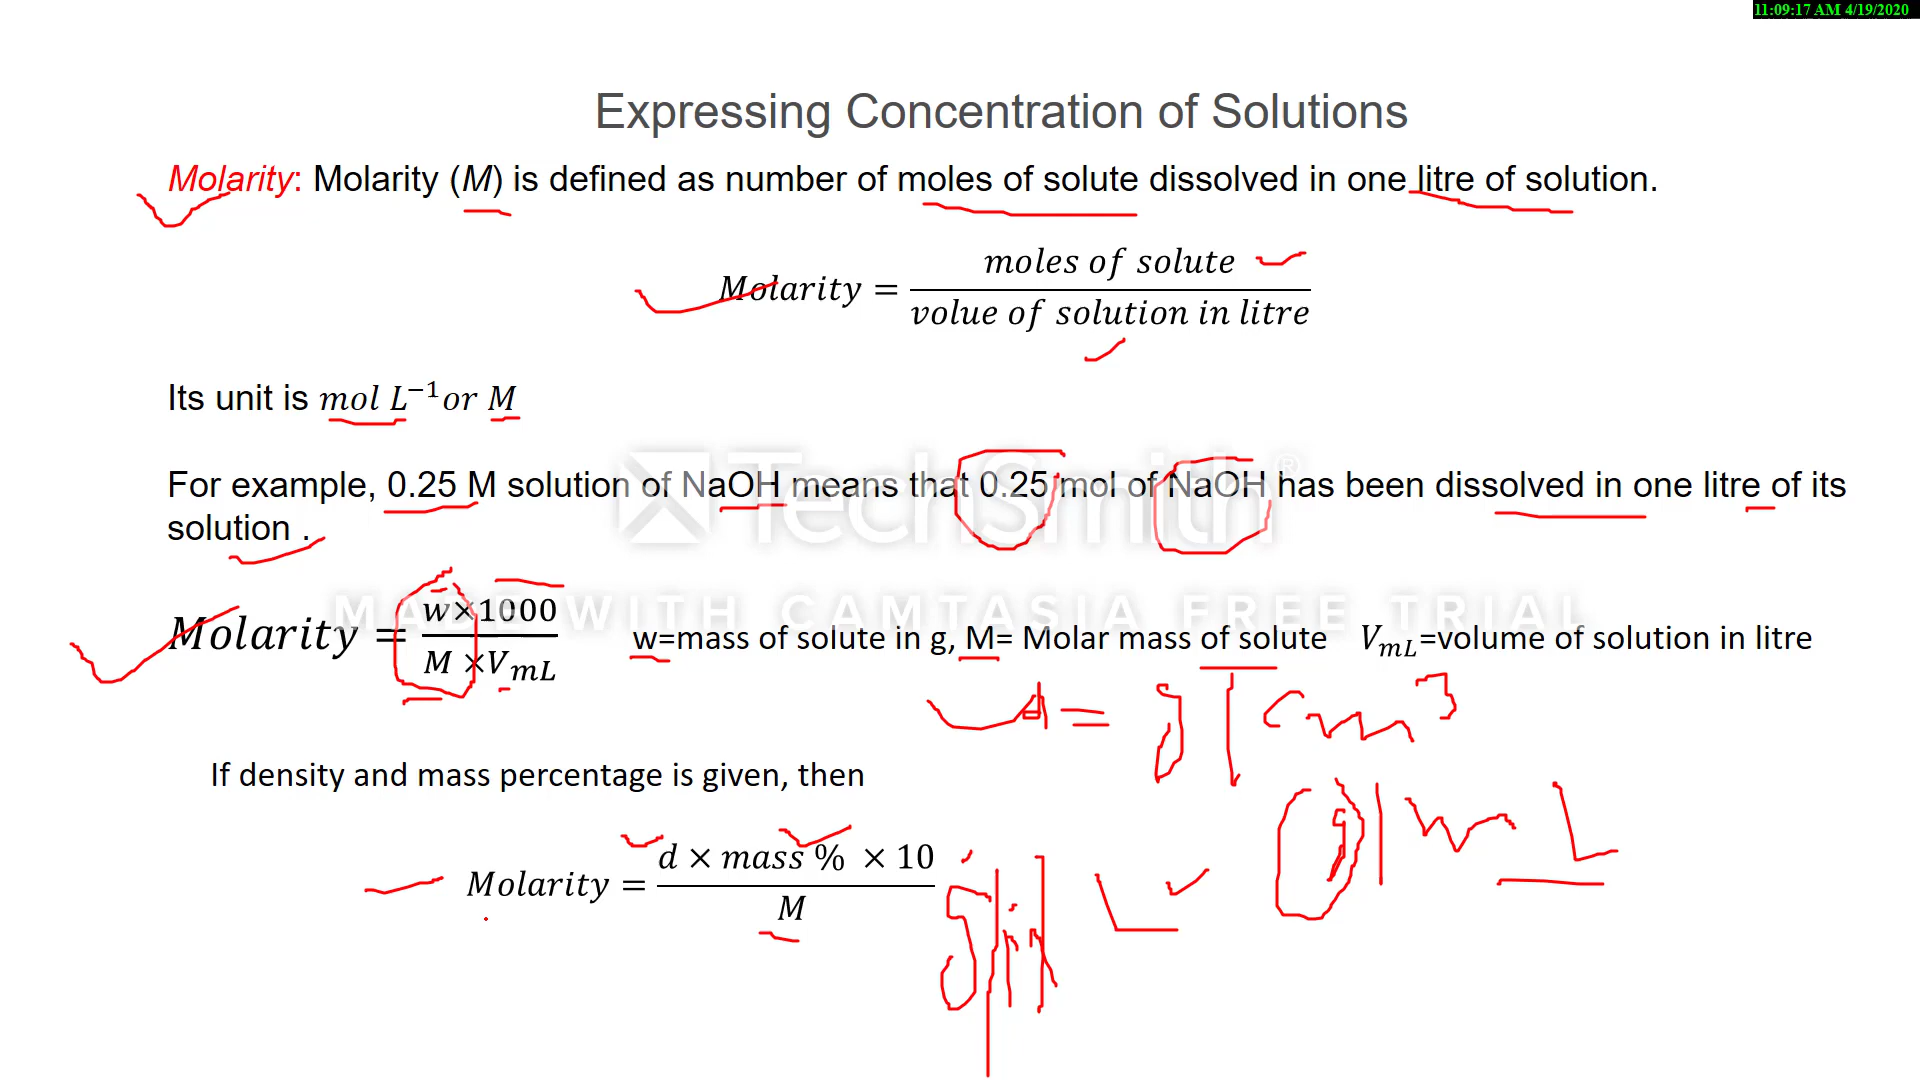 11:09:17 AM 4/19/2020
Expressing Concentration of Solutions
Molarity: Molarity (M) is defined as number of moles of solute dissolved in one litre of solution.
Molarity = moles of solute / volue of solution in litre
Its unit is mol L⁻¹or M
For example, 0.25 M solution of NaOH means that 0.25 mol of NaOH has been dissolved in one litre of its
solution .
TechSmith®
MADE WITH CAMTASIA FREE TRIAL
Molarity = w×1000 / M ×V_mL w=mass of solute in g, M= Molar mass of solute V_mL=volume of solution in litre
d = g/cm³
If density and mass percentage is given, then
g/mL
Molarity = d × mass % × 10 / M